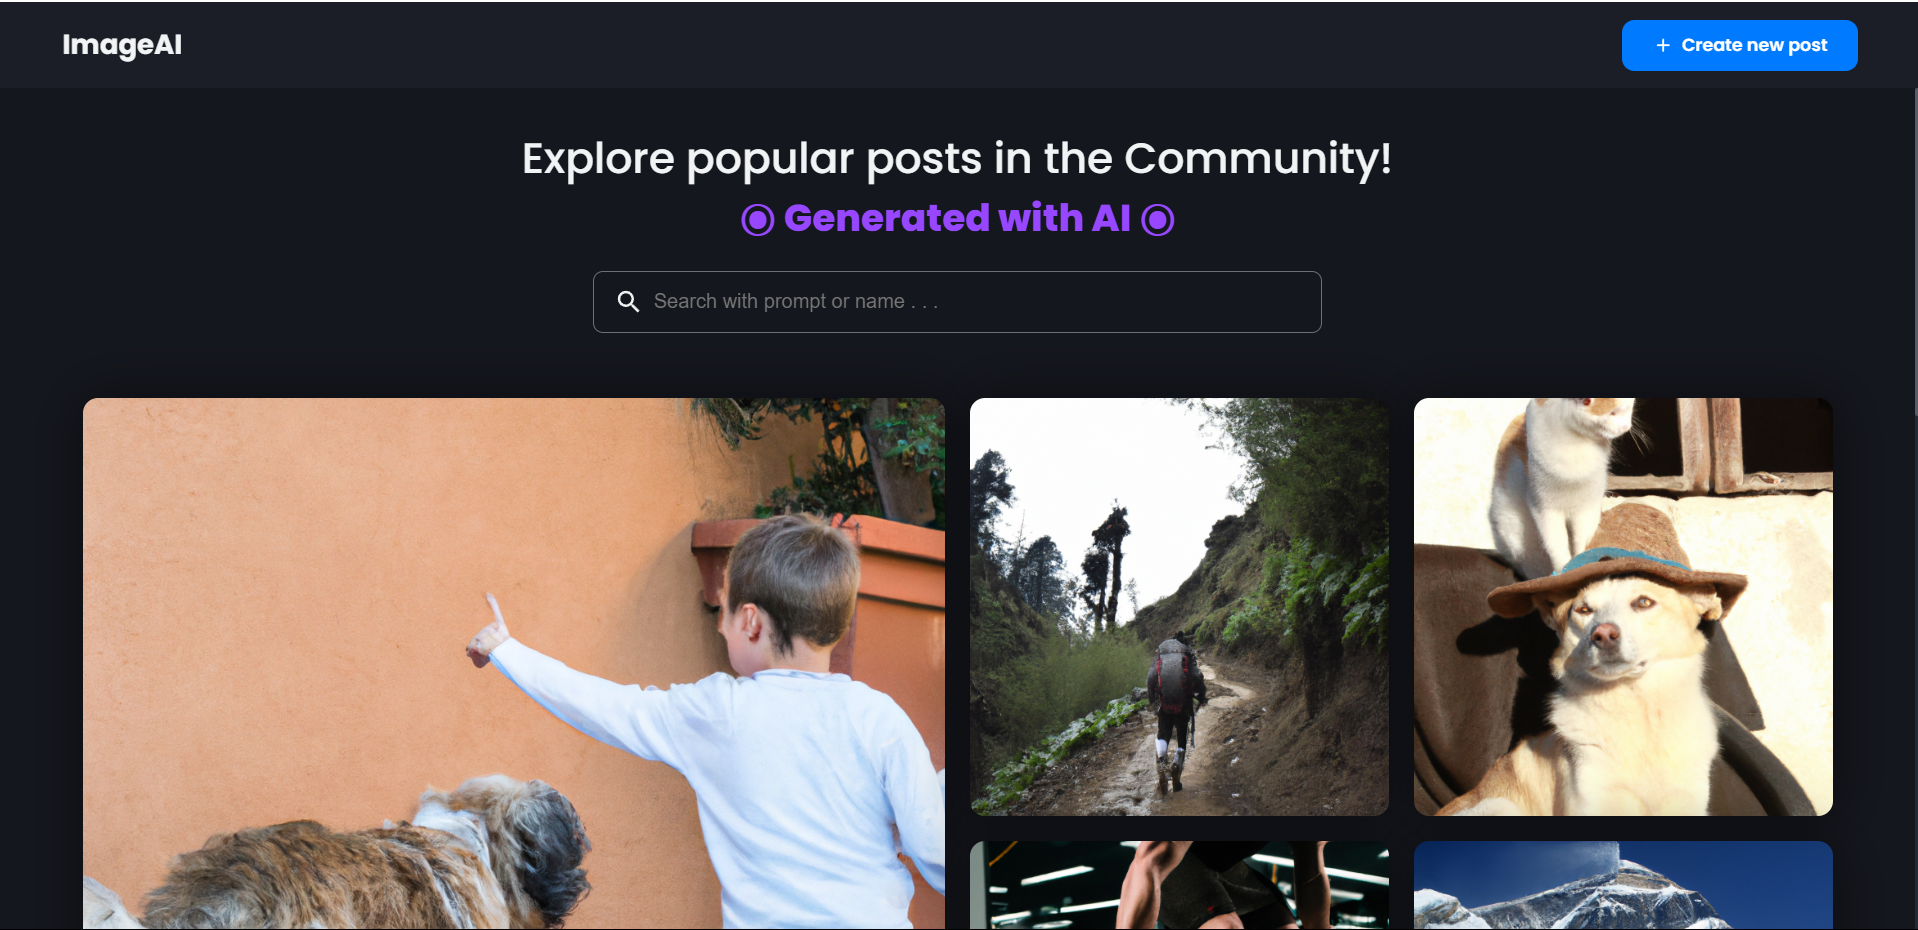 ImageAI
+ Create new post
Explore popular posts in the Community!
◉ Generated with AI ◉
Search with prompt or name . . .